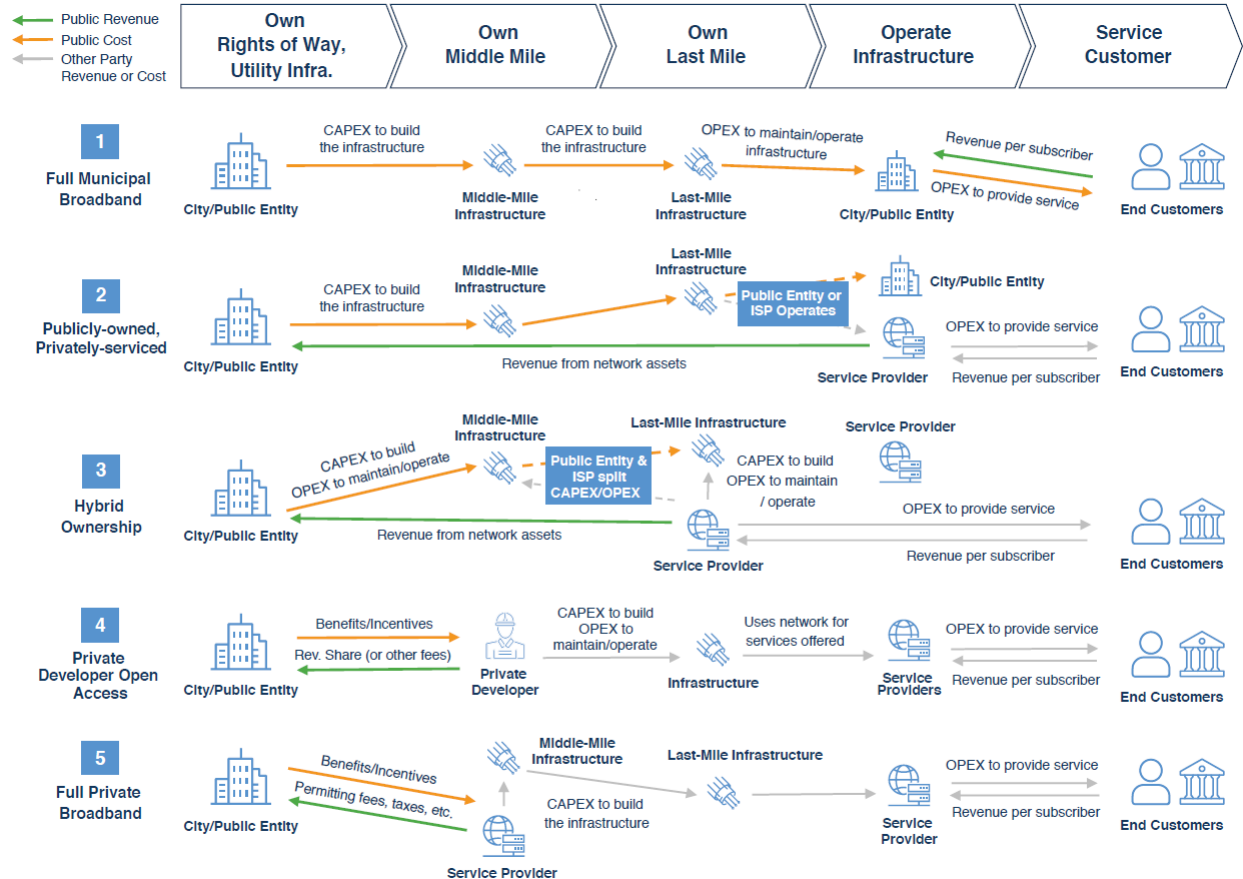 Public Revenue
Public Cost
Other Party
Revenue or Cost
Own
Rights of Way,
Utility Infra.
Own
Middle Mile
Own
Last Mile
Operate
Infrastructure
Service
Customer
1
Full Municipal
Broadband
City/Public Entity
CAPEX to build
the infrastructure
Middle-Mile
Infrastructure
CAPEX to build
the infrastructure
Last-Mile
Infrastructure
OPEX to maintain/operate
infrastructure
City/Public Entity
Revenue per subscriber
OPEX to provide service
End Customers
2
Publicly-owned,
Privately-serviced
City/Public Entity
CAPEX to build
the infrastructure
Middle-Mile
Infrastructure
Last-Mile
Infrastructure
Public Entity or
ISP Operates
City/Public Entity
Revenue from network assets
Service Provider
OPEX to provide service
Revenue per subscriber
End Customers
3
Hybrid
Ownership
City/Public Entity
CAPEX to build
OPEX to maintain/operate
Middle-Mile
Infrastructure
Public Entity &
ISP split
CAPEX/OPEX
Last-Mile Infrastructure
CAPEX to build
OPEX to maintain
/ operate
Service Provider
Revenue from network assets
Service Provider
OPEX to provide service
Revenue per subscriber
End Customers
4
Private
Developer Open
Access
City/Public Entity
Benefits/Incentives
Rev. Share (or other fees)
Private
Developer
CAPEX to build
OPEX to
maintain/operate
Infrastructure
Uses network for
services offered
Service
Providers
OPEX to provide service
Revenue per subscriber
End Customers
5
Full Private
Broadband
City/Public Entity
Benefits/Incentives
Permitting fees, taxes, etc.
Service Provider
Middle-Mile
Infrastructure
CAPEX to build
the infrastructure
Last-Mile Infrastructure
Service
Provider
OPEX to provide service
Revenue per subscriber
End Customers